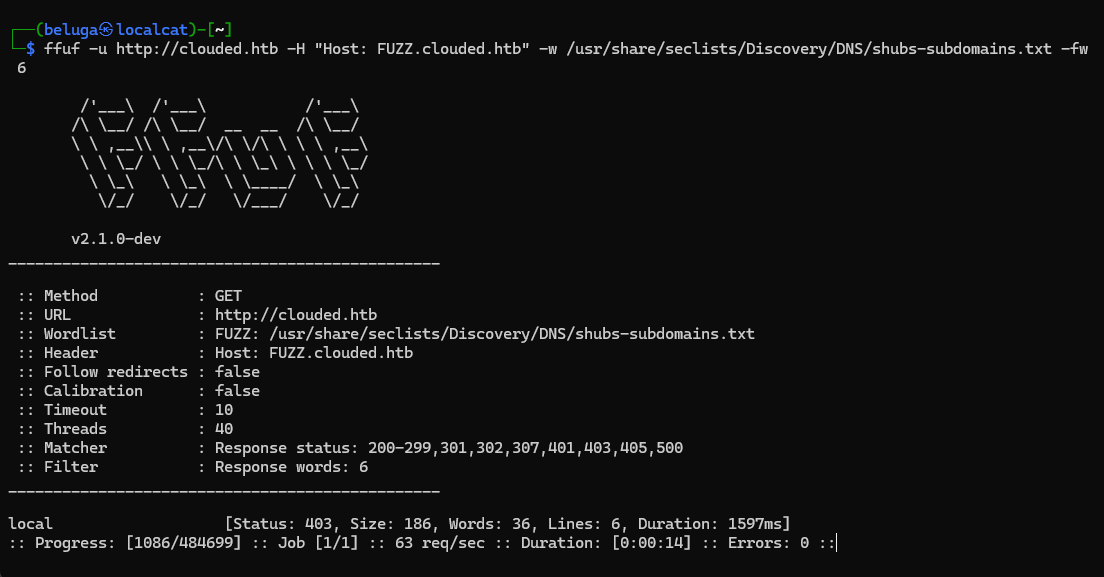 ┌──(beluga㉿localcat)-[~]
└─$ ffuf -u http://clouded.htb -H "Host: FUZZ.clouded.htb" -w /usr/share/seclists/Discovery/DNS/shubs-subdomains.txt -fw
6
        /'___\  /'___\           /'___\
       /\ \__/ /\ \__/  __  __  /\ \__/
       \ \ ,__\\ \ ,__\/\ \/\ \ \ \ ,__\
        \ \ \_/ \ \ \_/\ \ \_\ \ \ \ \_/
         \ \_\   \ \_\  \ \____/  \ \_\
          \/_/    \/_/   \/___/    \/_/
       v2.1.0-dev
________________________________________________
 :: Method           : GET
 :: URL              : http://clouded.htb
 :: Wordlist         : FUZZ: /usr/share/seclists/Discovery/DNS/shubs-subdomains.txt
 :: Header           : Host: FUZZ.clouded.htb
 :: Follow redirects : false
 :: Calibration      : false
 :: Timeout          : 10
 :: Threads          : 40
 :: Matcher          : Response status: 200-299,301,302,307,401,403,405,500
 :: Filter           : Response words: 6
________________________________________________
local                   [Status: 403, Size: 186, Words: 36, Lines: 6, Duration: 1597ms]
:: Progress: [1086/484699] :: Job [1/1] :: 63 req/sec :: Duration: [0:00:14] :: Errors: 0 ::